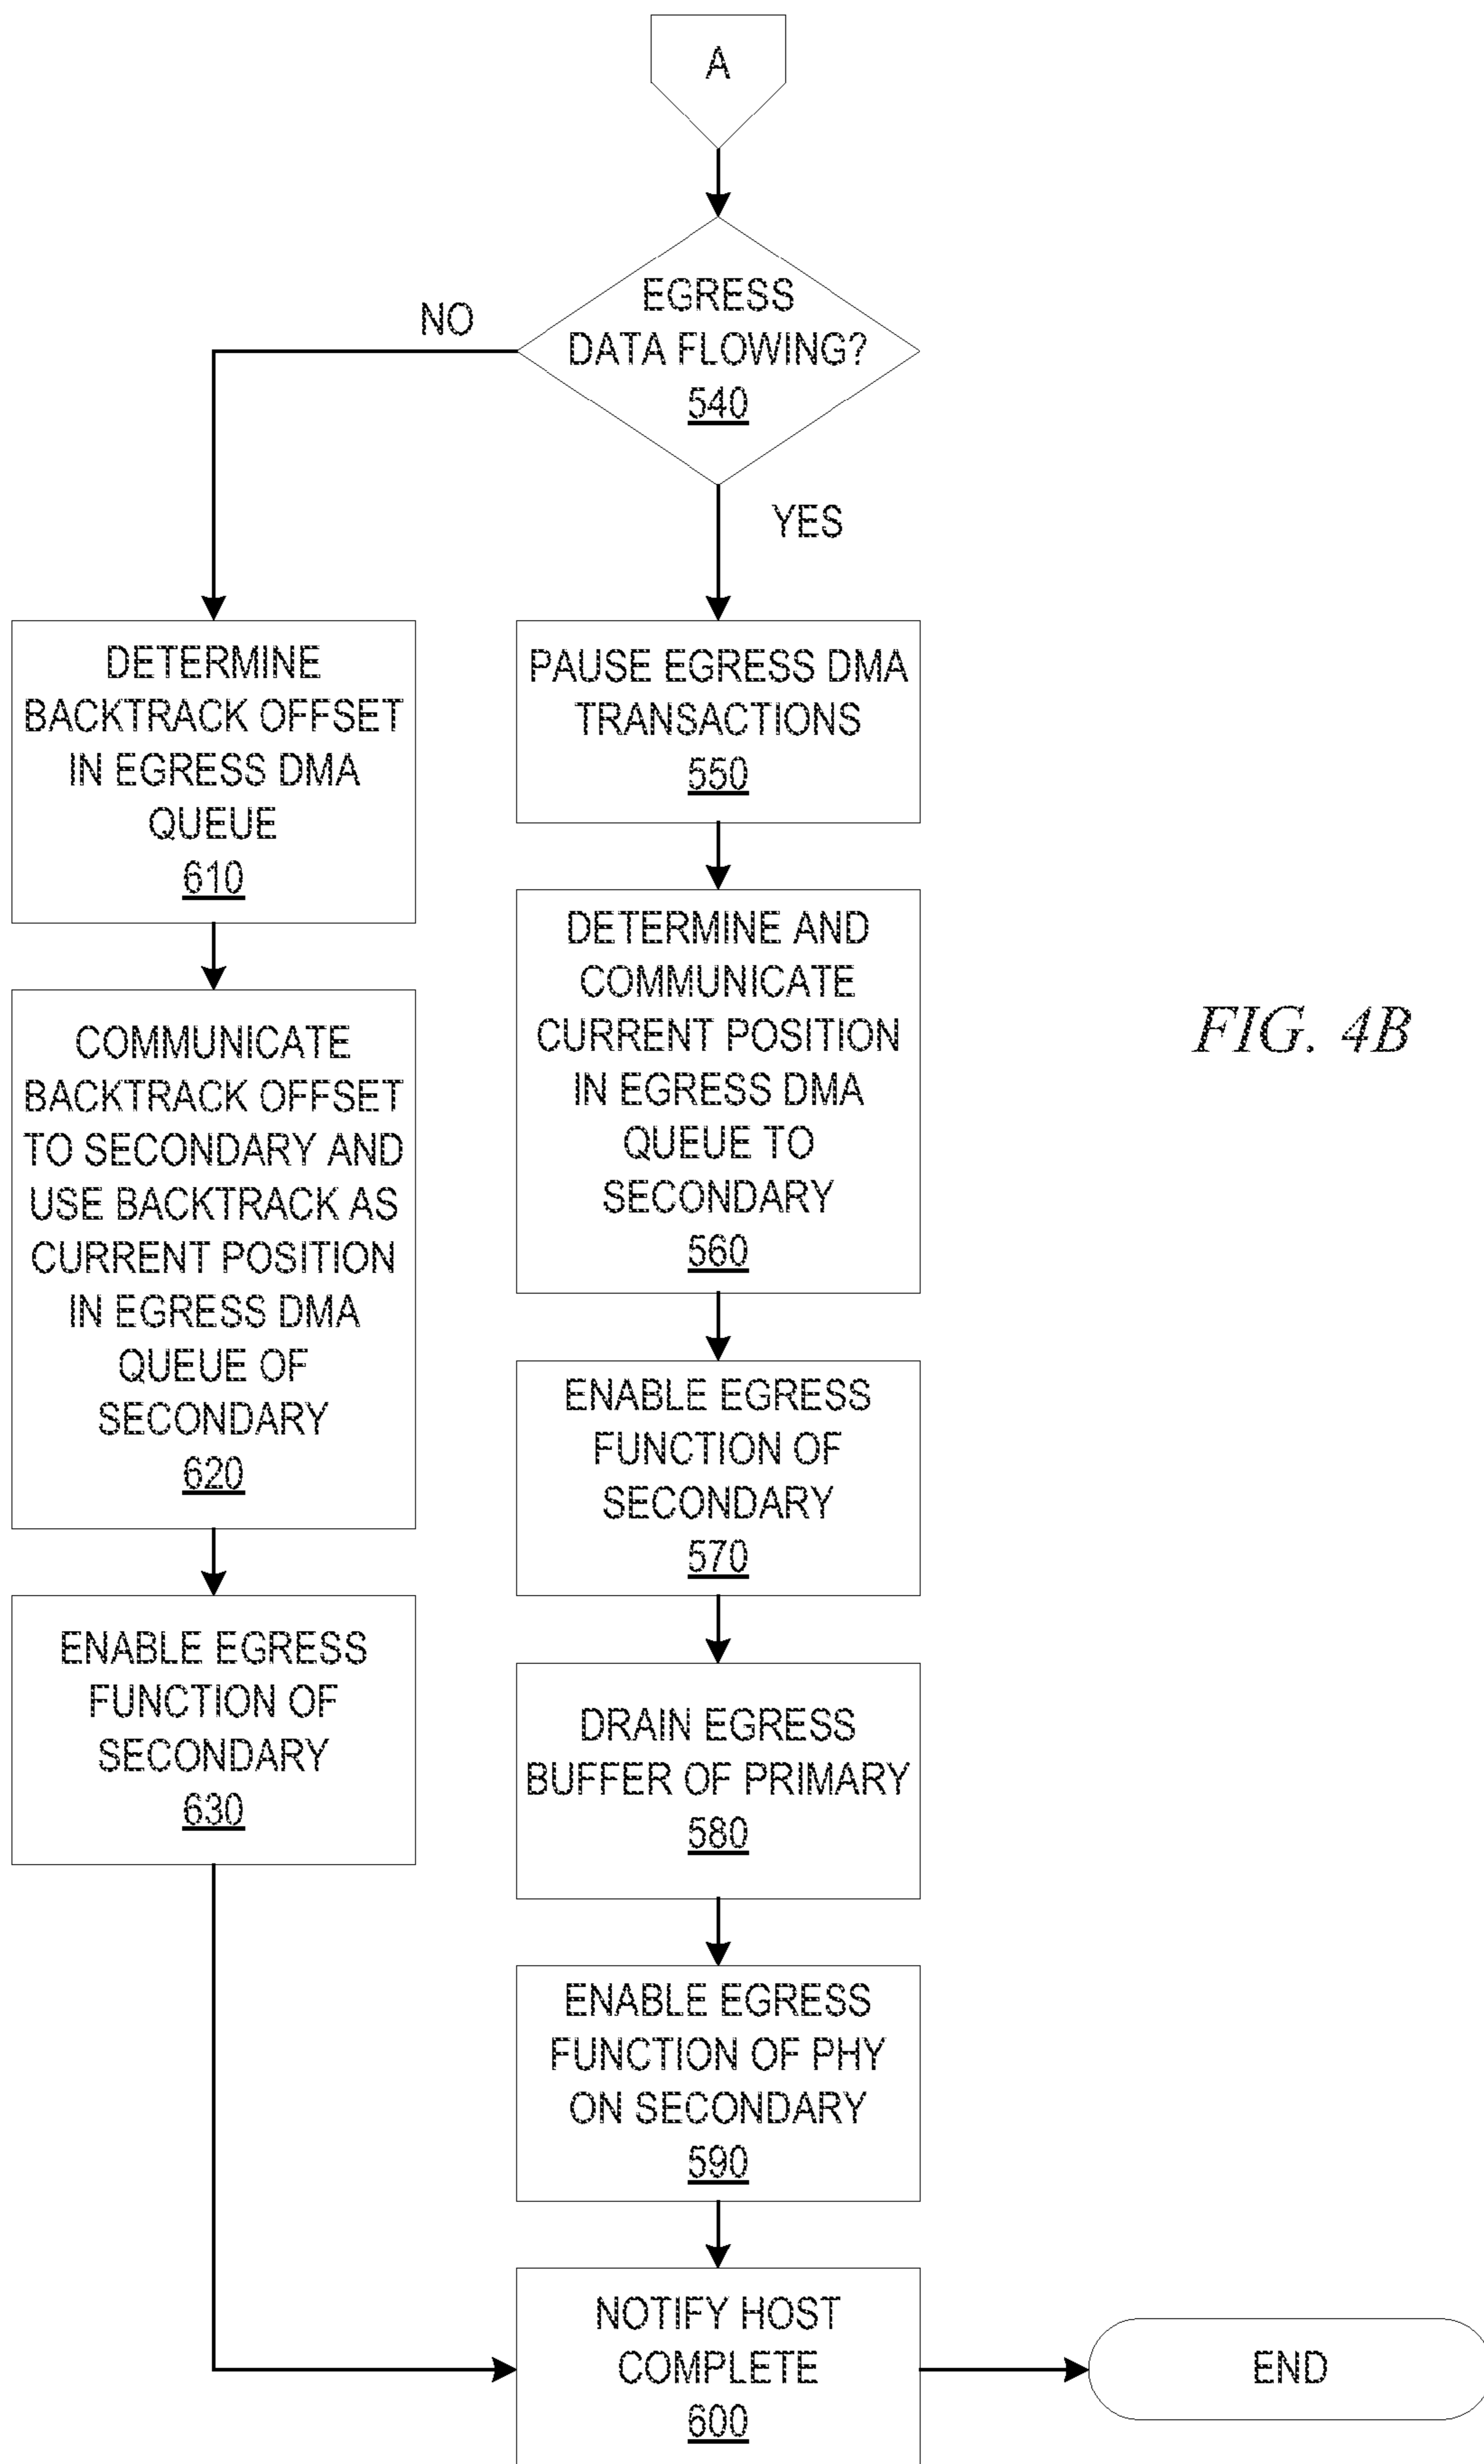 A
EGRESS
DATA FLOWING?
540
NO
YES
DETERMINE
BACKTRACK OFFSET
IN EGRESS DMA
QUEUE
610
COMMUNICATE
BACKTRACK OFFSET
TO SECONDARY AND
USE BACKTRACK AS
CURRENT POSITION
IN EGRESS DMA
QUEUE OF
SECONDARY
620
ENABLE EGRESS
FUNCTION OF
SECONDARY
630
PAUSE EGRESS DMA
TRANSACTIONS
550
DETERMINE AND
COMMUNICATE
CURRENT POSITION
IN EGRESS DMA
QUEUE TO
SECONDARY
560
ENABLE EGRESS
FUNCTION OF
SECONDARY
570
DRAIN EGRESS
BUFFER OF PRIMARY
580
ENABLE EGRESS
FUNCTION OF PHY
ON SECONDARY
590
NOTIFY HOST
COMPLETE
600
END
FIG. 4B